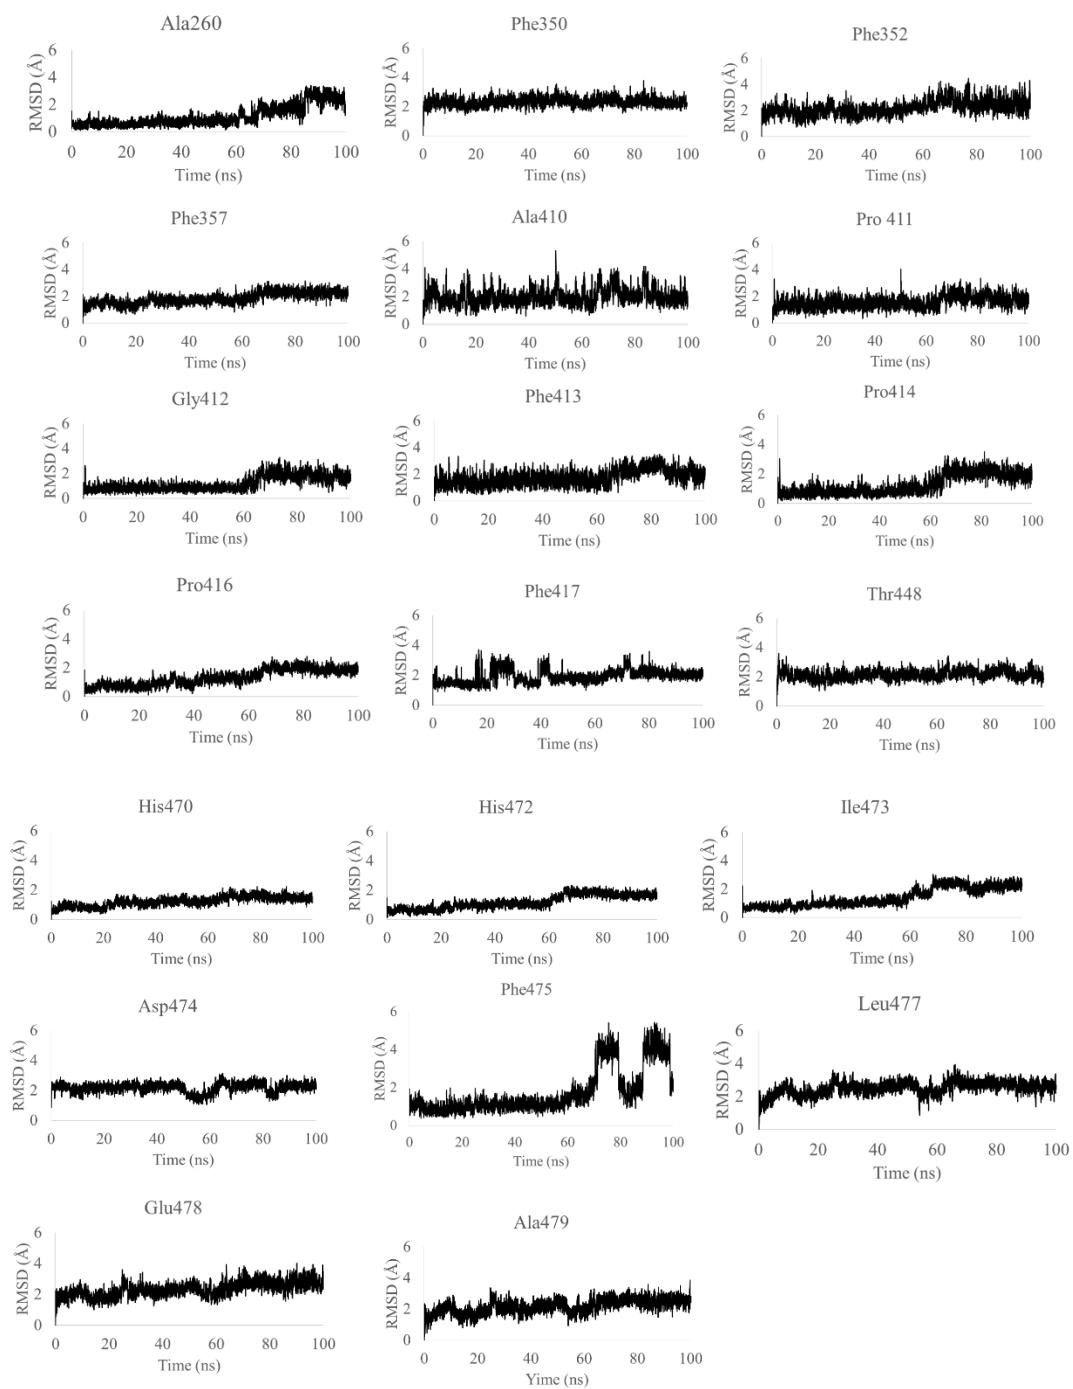 Ala260
RMSD (Å)
6
4
2
0
0 20 40 60 80 100
Time (ns)
Phe350
RMSD (Å)
6
4
2
0
0 20 40 60 80 100
Time (ns)
Phe352
RMSD (Å)
6
4
2
0
0 20 40 60 80 100
Time (ns)
Phe357
RMSD (Å)
6
4
2
0
0 20 40 60 80 100
Time (ns)
Ala410
RMSD (Å)
6
4
2
0
0 20 40 60 80 100
Time (ns)
Pro 411
RMSD (Å)
6
4
2
0
0 20 40 60 80 100
Time (ns)
Gly412
RMSD (Å)
6
4
2
0
0 20 40 60 80 100
Time (ns)
Phe413
RMSD (Å)
6
4
2
0
0 20 40 60 80 100
Time (ns)
Pro414
RMSD (Å)
6
4
2
0
0 20 40 60 80 100
Time (ns)
Pro416
RMSD (Å)
6
4
2
0
0 20 40 60 80 100
Time (ns)
Phe417
RMSD (Å)
6
4
2
0
0 20 40 60 80 100
Time (ns)
Thr448
RMSD (Å)
6
4
2
0
0 20 40 60 80 100
Time (ns)
His470
RMSD (Å)
6
4
2
0
0 20 40 60 80 100
Time (ns)
His472
RMSD (Å)
6
4
2
0
0 20 40 60 80 100
Time (ns)
Ile473
RMSD (Å)
6
4
2
0
0 20 40 60 80 100
Time (ns)
Asp474
RMSD (Å)
6
4
2
0
0 20 40 60 80 100
Time (ns)
Phe475
RMSD (Å)
6
4
2
0
0 20 40 60 80 100
Time (ns)
Leu477
RMSD (Å)
6
4
2
0
0 20 40 60 80 100
Time (ns)
Glu478
RMSD (Å)
6
4
2
0
0 20 40 60 80 100
Time (ns)
Ala479
RMSD (Å)
6
4
2
0
0 20 40 60 80 100
Yime (ns)